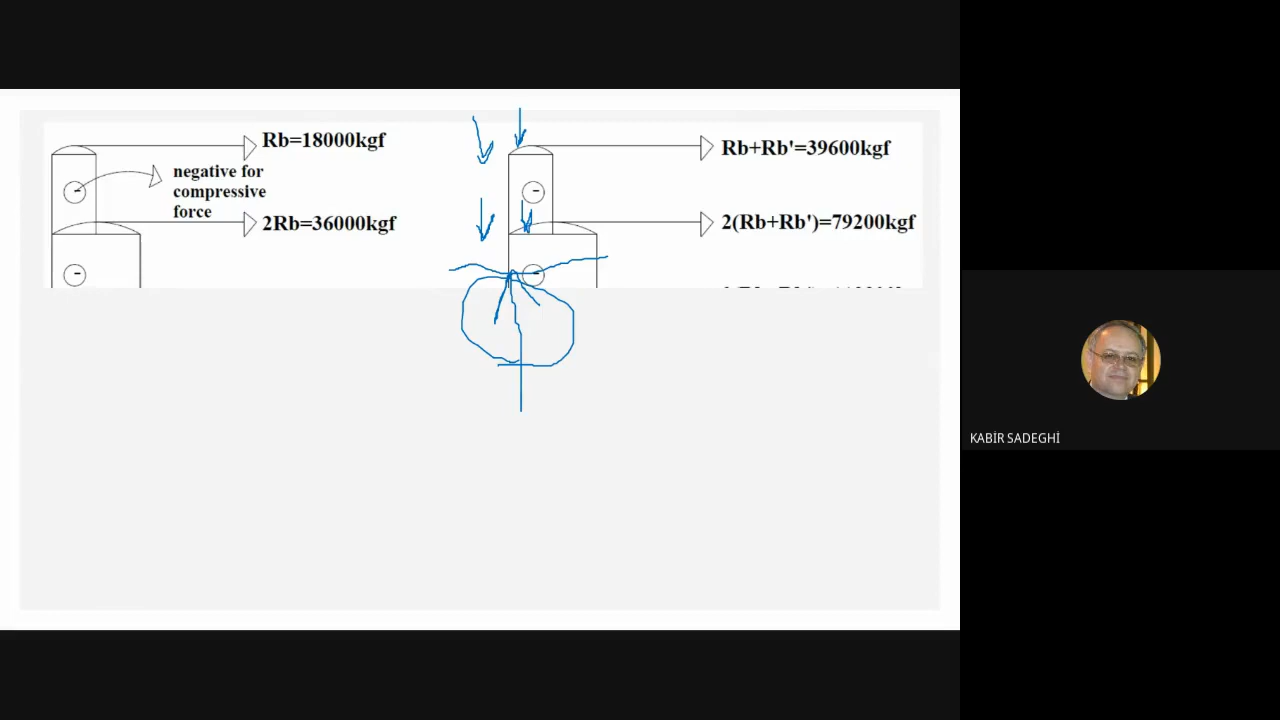 Rb=18000kgf
negative for
compressive
force
2Rb=36000kgf
-
-
Rb+Rb'=39600kgf
-
2(Rb+Rb')=79200kgf
-
KABİR SADEGHİ